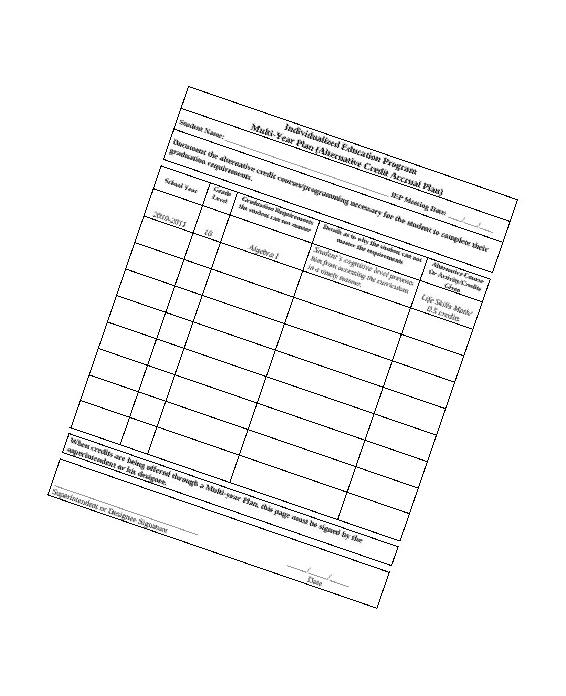 Individualized Education Program
Multi-Year Plan (Alternative Credit Accrual Plan)
Student Name: ____________________ IEP Meeting Date: ___/___/___
Document the alternative credit courses/programming necessary for the student to complete their
graduation requirements.
School Year
Grade
Level
Graduation Requirements
the student can not master
Details as to why the student can not
master the requirements
Alternative Course
Or Activity/Credits
Given
2010-2011
10
Algebra I
Student's cognitive level prevents
him from accessing the curriculum
in a timely manner.
Life Skills Math/
0.5 credits
When credits are being offered through a Multi-year Plan, this page must be signed by the
superintendent or his designee.
Superintendent or Designee Signature
___/___/___
Date